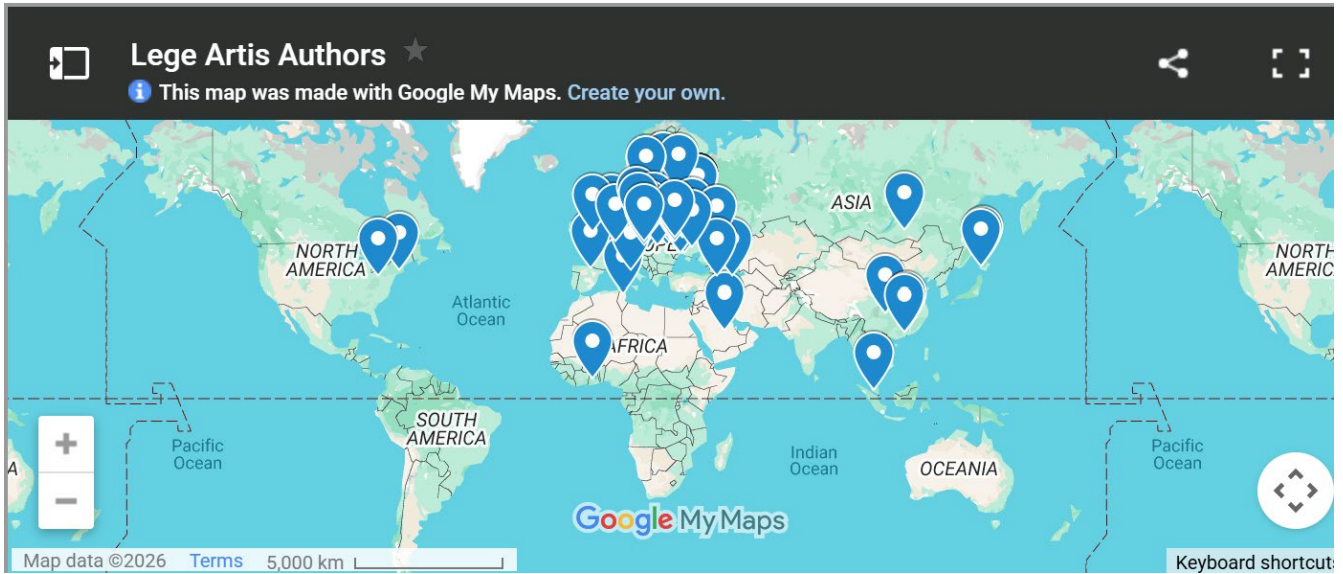 Lege Artis Authors
This map was made with Google My Maps. Create your own.
ASIA
NORTH
AMERICA
NORTH
AMERIC
Atlantic
Ocean
AFRICA
SOUTH
AMERICA
Pacific
Ocean
Indian
Ocean
OCEANIA
Pacific
Ocean
A
Google My Maps
Map data ©2026 Terms 5,000 km
Keyboard shortcuts